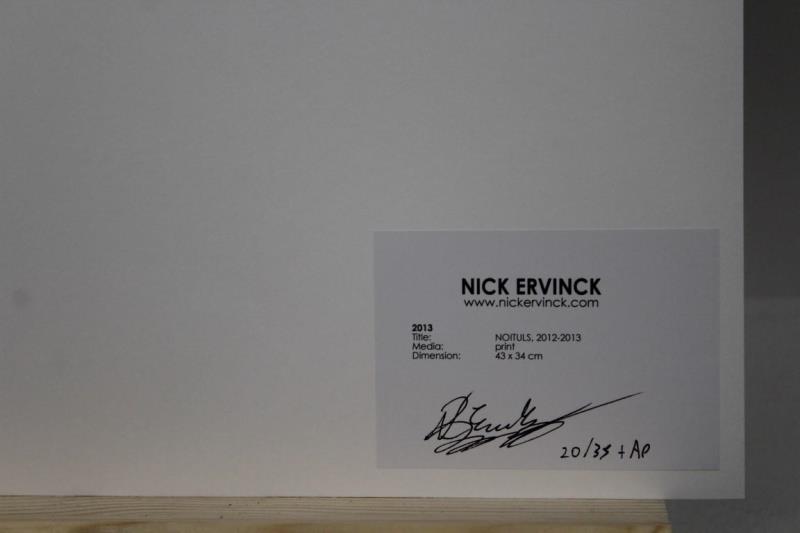 NICK ERVINCK
www.nickervinck.com
2013
Title: NOITULS, 2012-2013
Media: print
Dimension: 43 x 34 cm
20/35 + AP